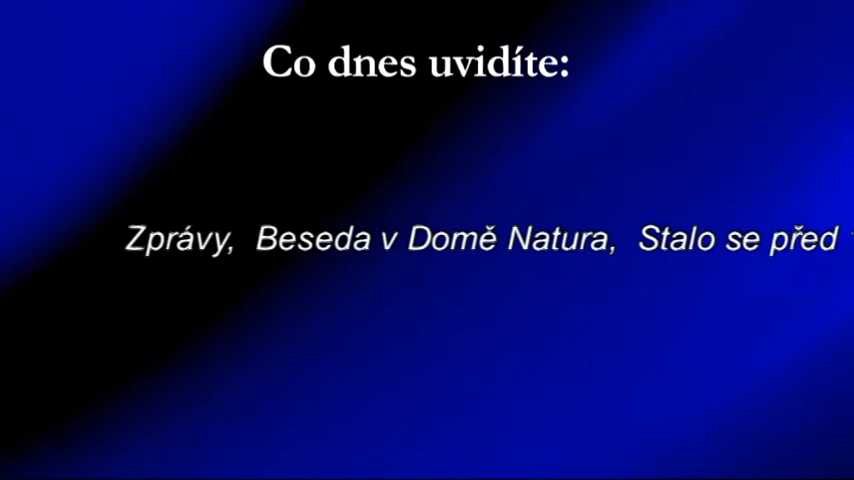 Co dnes uvidíte:
Zprávy, Beseda v Domě Natura, Stalo se před